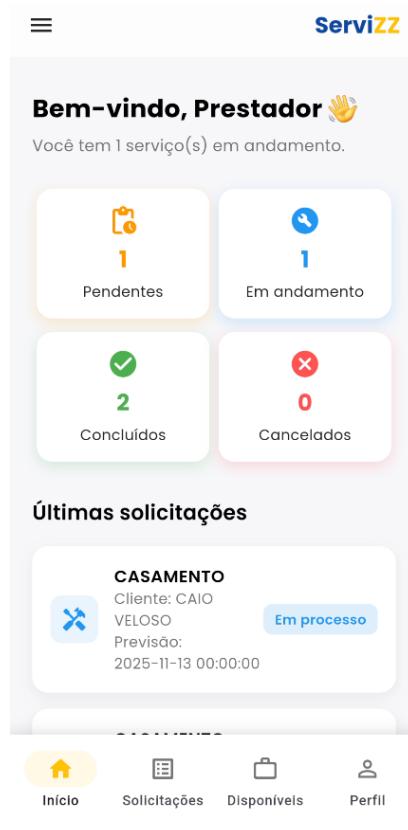 ServiZZ
Bem-vindo, Prestador 👋
Você tem 1 serviço(s) em andamento.
1
Pendentes
1
Em andamento
2
Concluídos
0
Cancelados
Últimas solicitações
CASAMENTO
Cliente: CAIO
VELOSO
Previsão:
2025-11-13 00:00:00
Em processo
Início
Solicitações
Disponíveis
Perfil